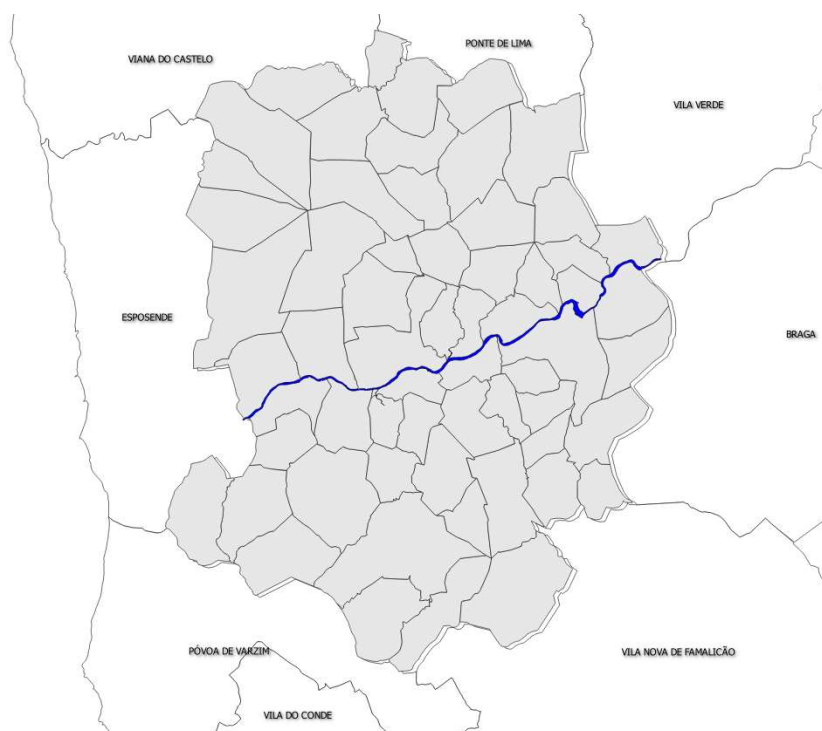 PONTE DE LIMA
VIANA DO CASTELO
VILA VERDE
ESPOSENDE
BRAGA
PÓVOA DE VARZIM
VILA NOVA DE FAMALICÃO
VILA DO CONDE